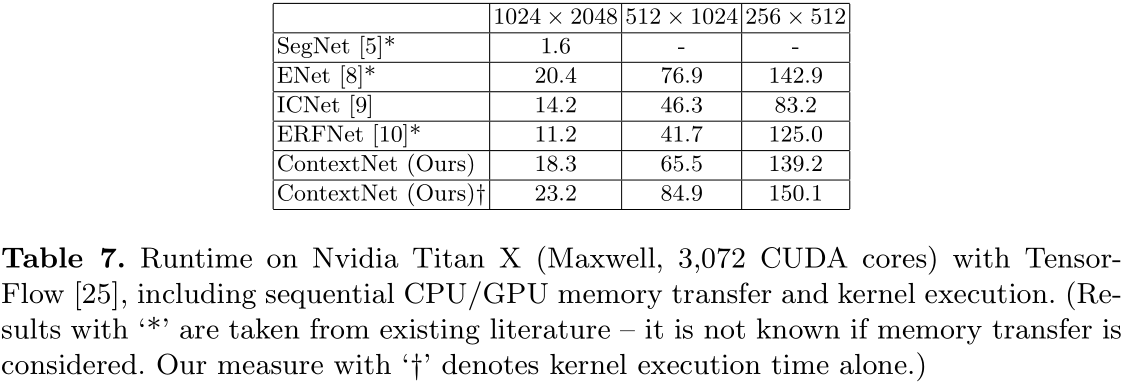 1024 × 2048 512 × 1024 256 × 512
SegNet [5]* 1.6 - -
ENet [8]* 20.4 76.9 142.9
ICNet [9] 14.2 46.3 83.2
ERFNet [10]* 11.2 41.7 125.0
ContextNet (Ours) 18.3 65.5 139.2
ContextNet (Ours)† 23.2 84.9 150.1
Table 7. Runtime on Nvidia Titan X (Maxwell, 3,072 CUDA cores) with Tensor-
Flow [25], including sequential CPU/GPU memory transfer and kernel execution. (Re-
sults with ‘*’ are taken from existing literature – it is not known if memory transfer is
considered. Our measure with ‘†’ denotes kernel execution time alone.)